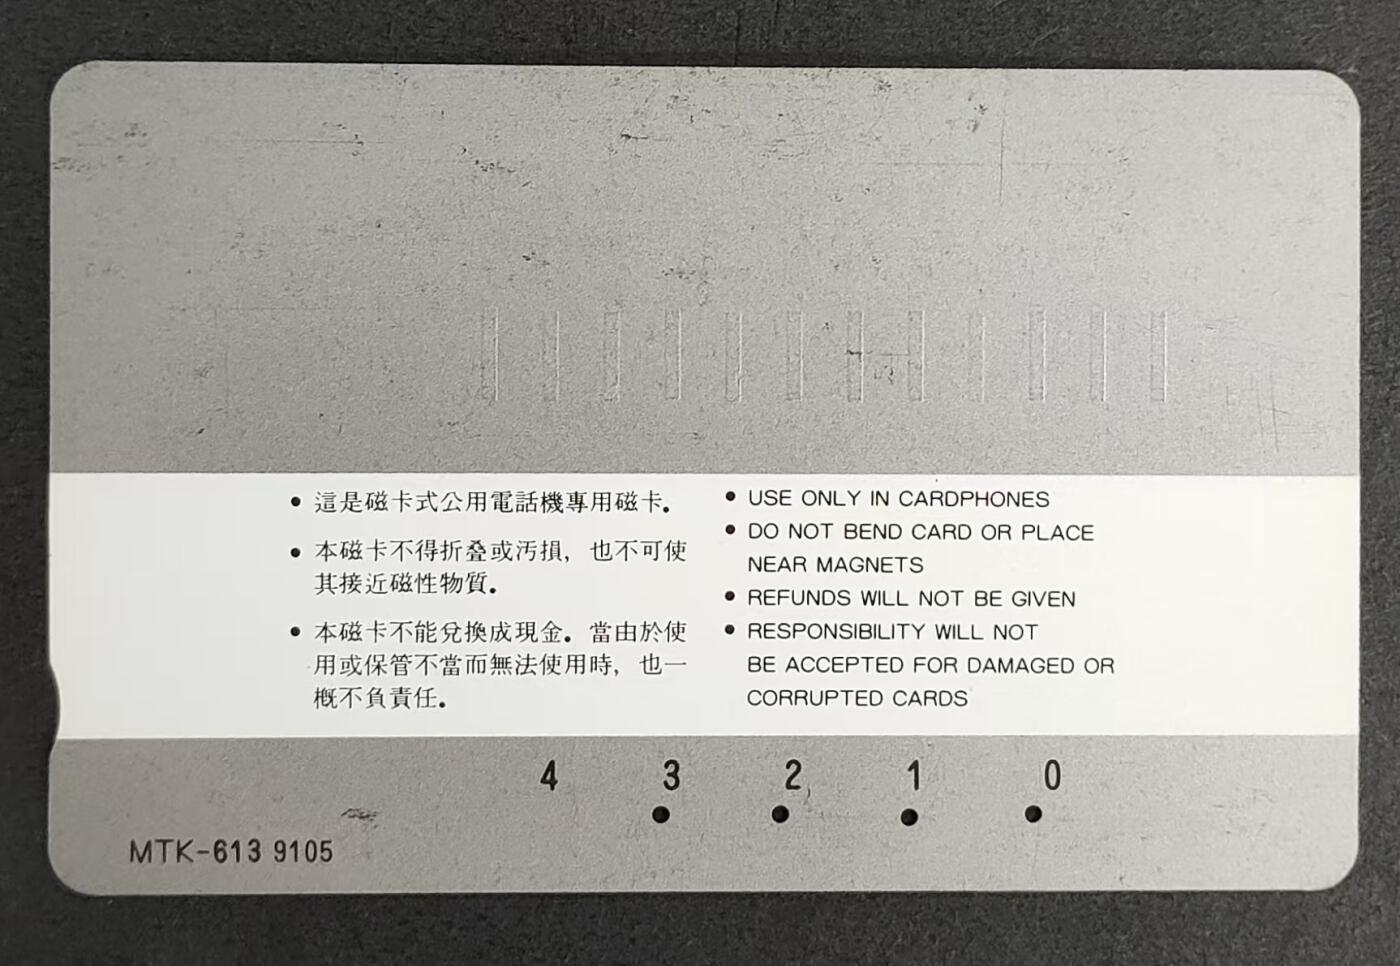 • 這是磁卡式公用電話機專用磁卡。
• 本磁卡不得折叠或汚損，也不可使
其接近磁性物質。
• 本磁卡不能兌換成現金。當由於使
用或保管不當而無法使用時，也一
概不負責任。
• USE ONLY IN CARDPHONES
• DO NOT BEND CARD OR PLACE
NEAR MAGNETS
• REFUNDS WILL NOT BE GIVEN
• RESPONSIBILITY WILL NOT
BE ACCEPTED FOR DAMAGED OR
CORRUPTED CARDS
4 3 2 1 0
MTK-613 9105